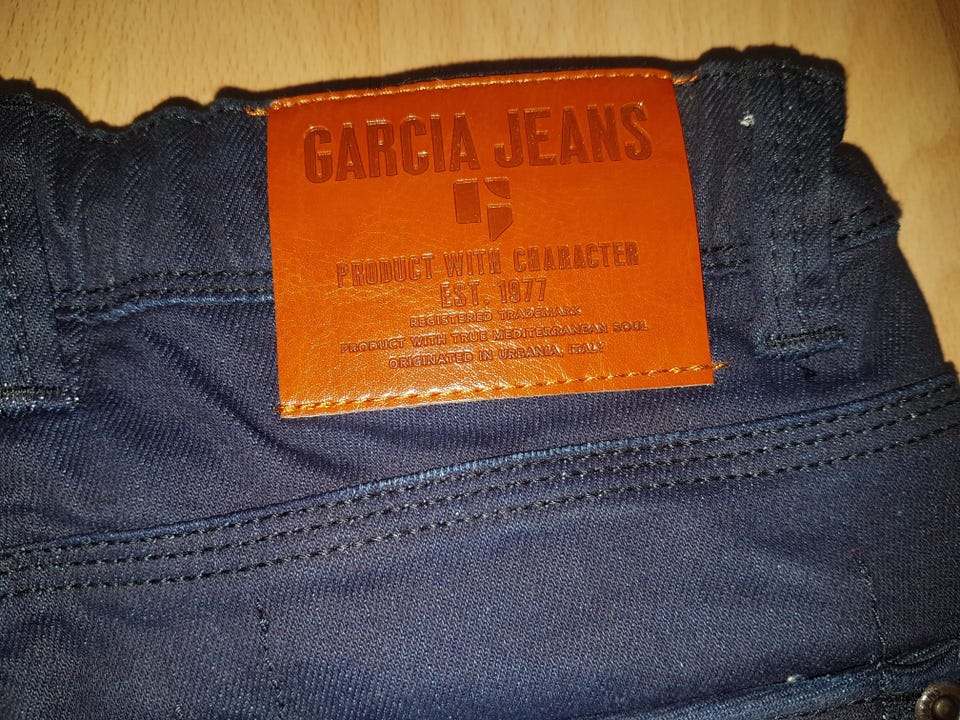 GARCIA JEANS
PRODUCT WITH CHARACTER
EST. 1977
REGISTERED TRADEMARK
PRODUCT WITH TRUE MEDITERRANEAN SOUL
ORIGINATED IN URBANIA, ITALY